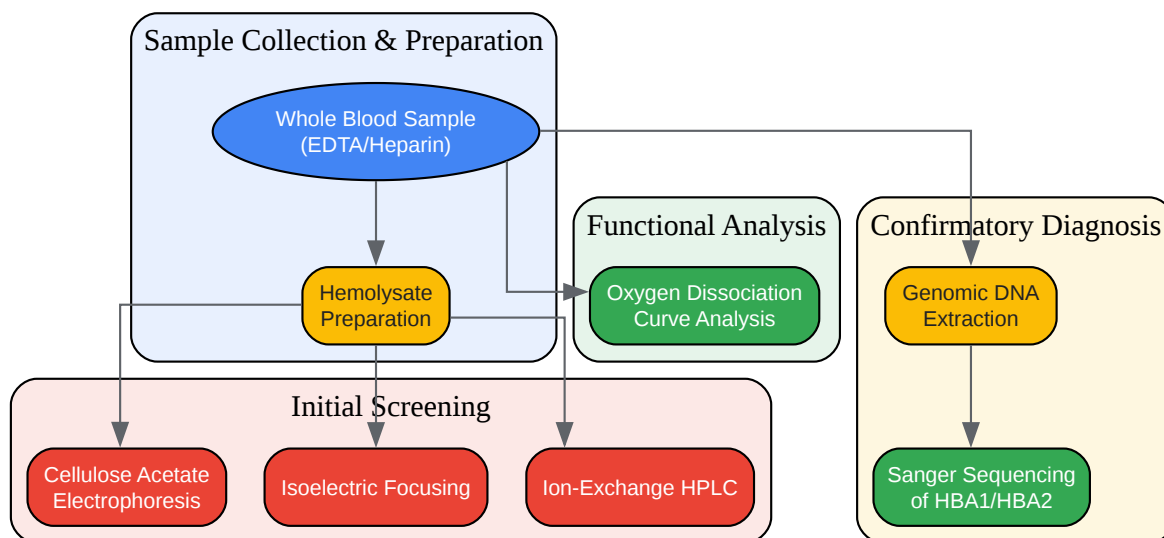 Sample Collection & Preparation
Whole Blood Sample
(EDTA/Heparin)
Hemolysate
Preparation
Functional Analysis
Oxygen Dissociation
Curve Analysis
Confirmatory Diagnosis
Genomic DNA
Extraction
Initial Screening
Cellulose Acetate
Electrophoresis
Isoelectric Focusing
Ion-Exchange HPLC
Sanger Sequencing
of HBA1/HBA2